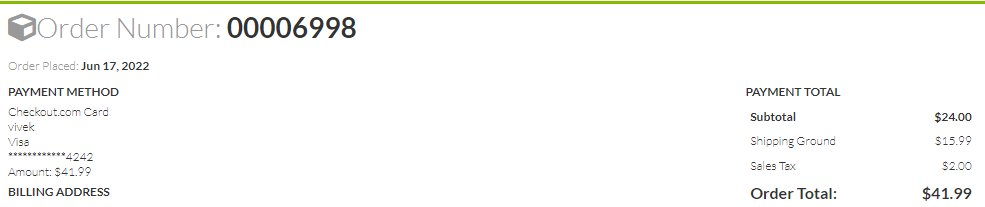 Order Number: 00006998
Order Placed: Jun 17, 2022
PAYMENT METHOD
Checkout.com Card
vivek
Visa
************4242
Amount: $41.99
BILLING ADDRESS
PAYMENT TOTAL
Subtotal $24.00
Shipping Ground $15.99
Sales Tax $2.00
Order Total: $41.99